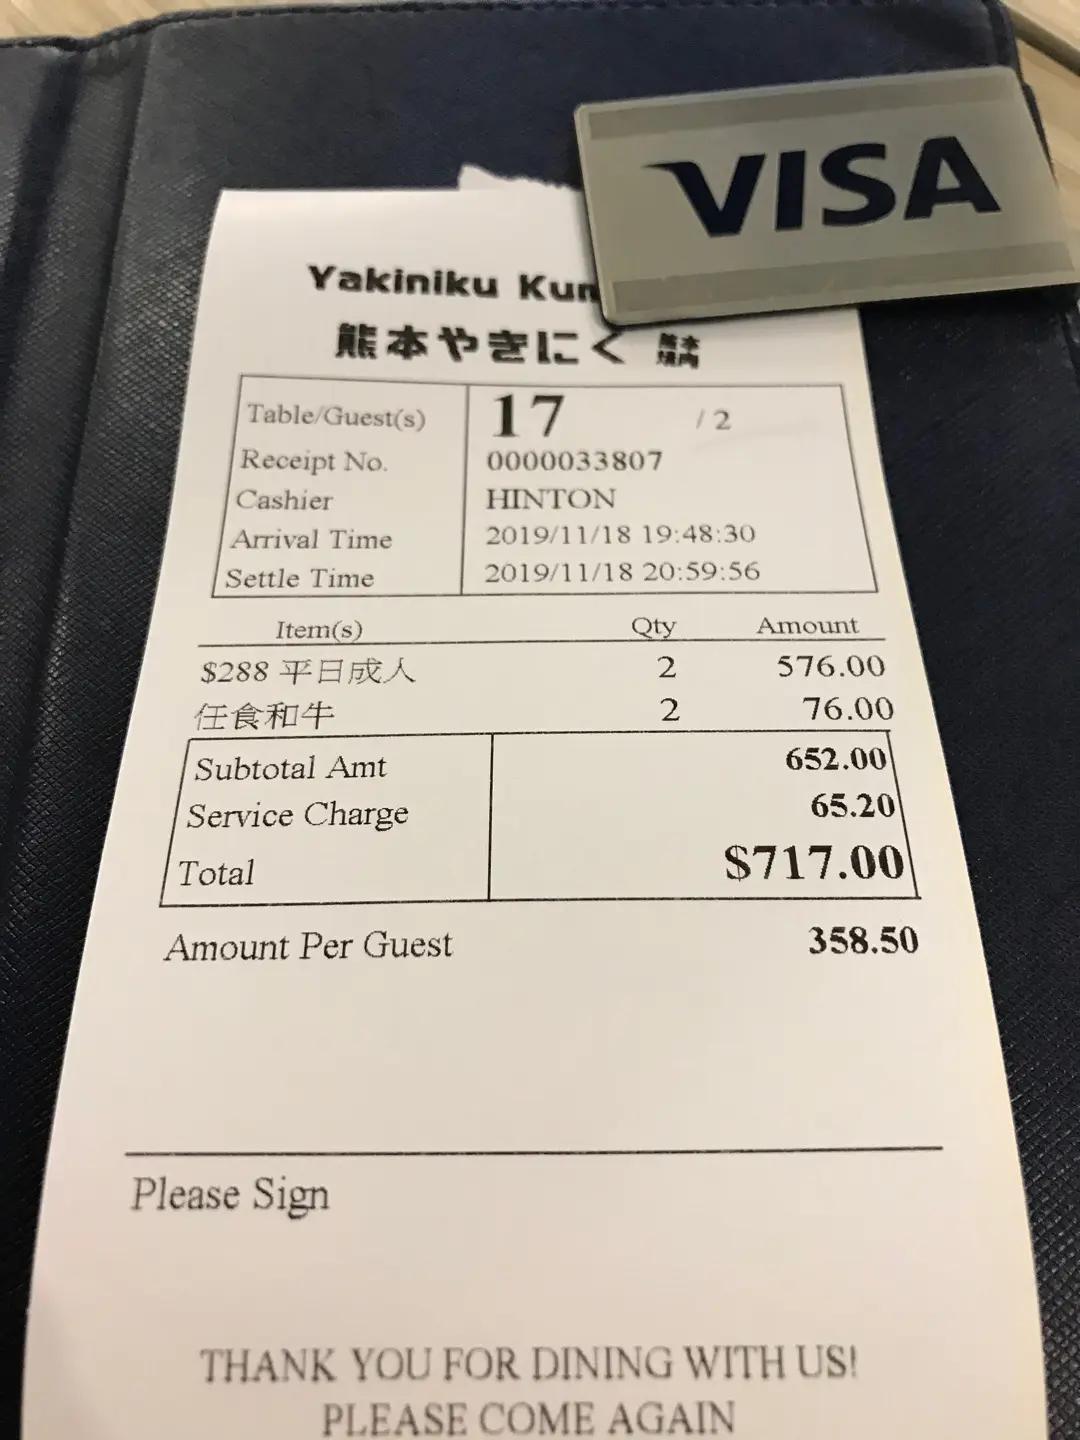 VISA
Yakiniku
熊本やきにく 熊本焼肉
Table/Guest(s) 17 / 2
Receipt No. 0000033807
Cashier HINTON
Arrival Time 2019/11/18 19:48:30
Settle Time 2019/11/18 20:59:56
Item(s) Qty Amount
$288 平日成人 2 576.00
任食和牛 2 76.00
Subtotal Amt 652.00
Service Charge 65.20
Total $717.00
Amount Per Guest 358.50
Please Sign
THANK YOU FOR DINING WITH US!
PLEASE COME AGAIN